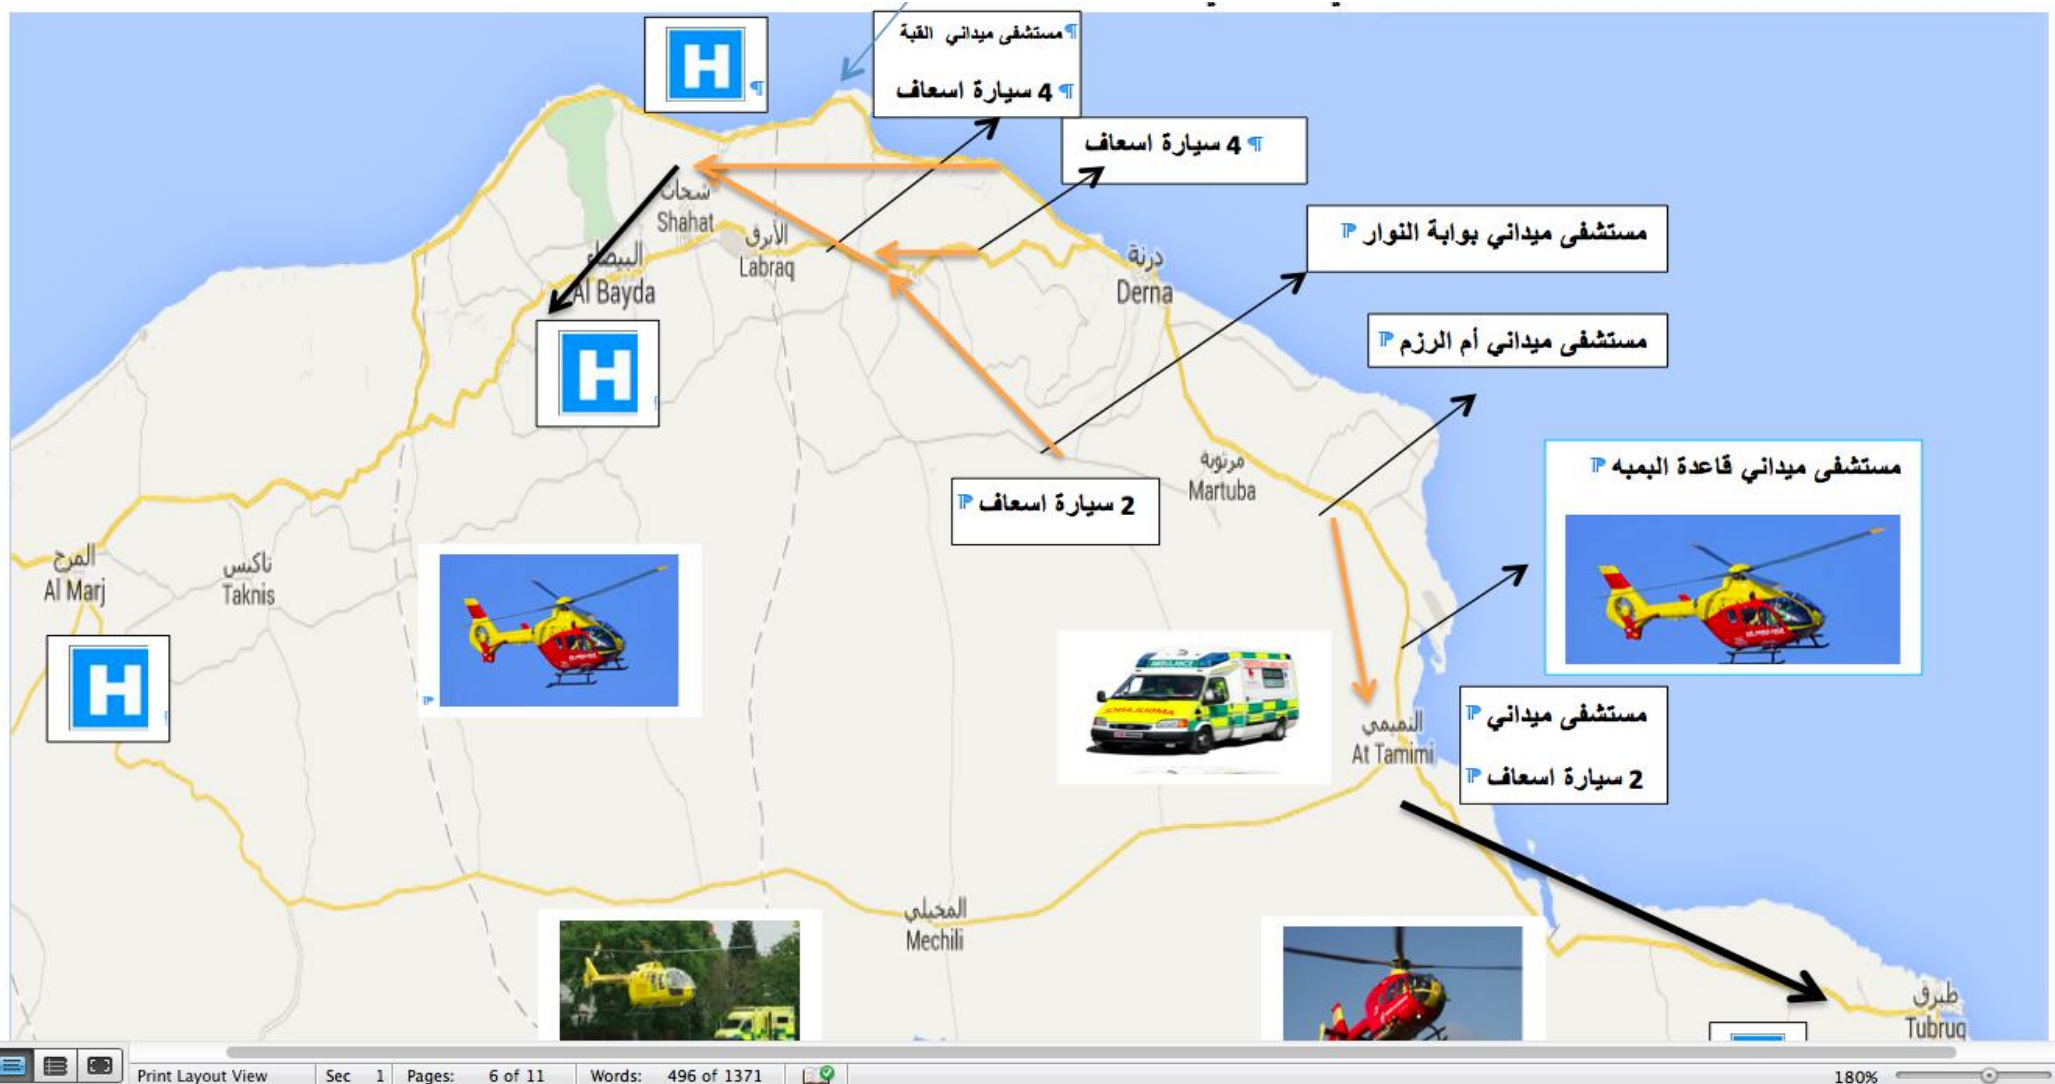 مستشفى ميداني القبة
4 سيارة اسعاف
4 سيارة اسعاف
مستشفى ميداني بوابة النوار
مستشفى ميداني أم الرزم
مستشفى ميداني قاعدة البمبه
2 سيارة اسعاف
مستشفى ميداني
2 سيارة اسعاف
H
شحات
Shahat
الأبرق
Labraq
البيضاء
Al Bayda
درنة
Derna
H
مرتوبة
Martuba
المرج
Al Marj
تاكنس
Taknis
H
AMBULANCE
التميمي
At Tamimi
المخيلي
Mechili
طبرق
Tubruq
Print Layout View
Sec 1
Pages: 6 of 11
Words: 496 of 1371
180%